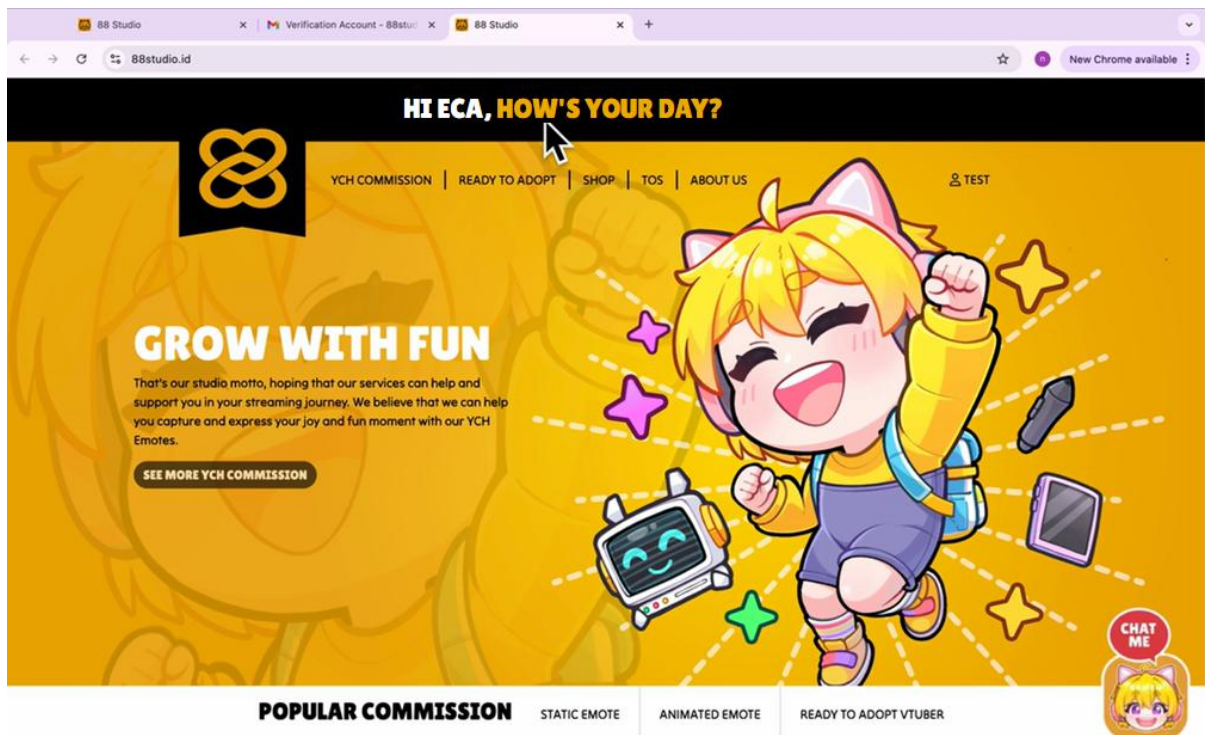 88 Studio
Verification Account - 88stud
88 Studio
88studio.id
n
New Chrome available
HI ECA, HOW'S YOUR DAY?
YCH COMMISSION | READY TO ADOPT | SHOP | TOS | ABOUT US
TEST
GROW WITH FUN
That's our studio motto, hoping that our services can help and
support you in your streaming journey. We believe that we can help
you capture and express your joy and fun moment with our YCH
Emotes.
SEE MORE YCH COMMISSION
CHAT
ME
POPULAR COMMISSION
STATIC EMOTE
ANIMATED EMOTE
READY TO ADOPT VTUBER